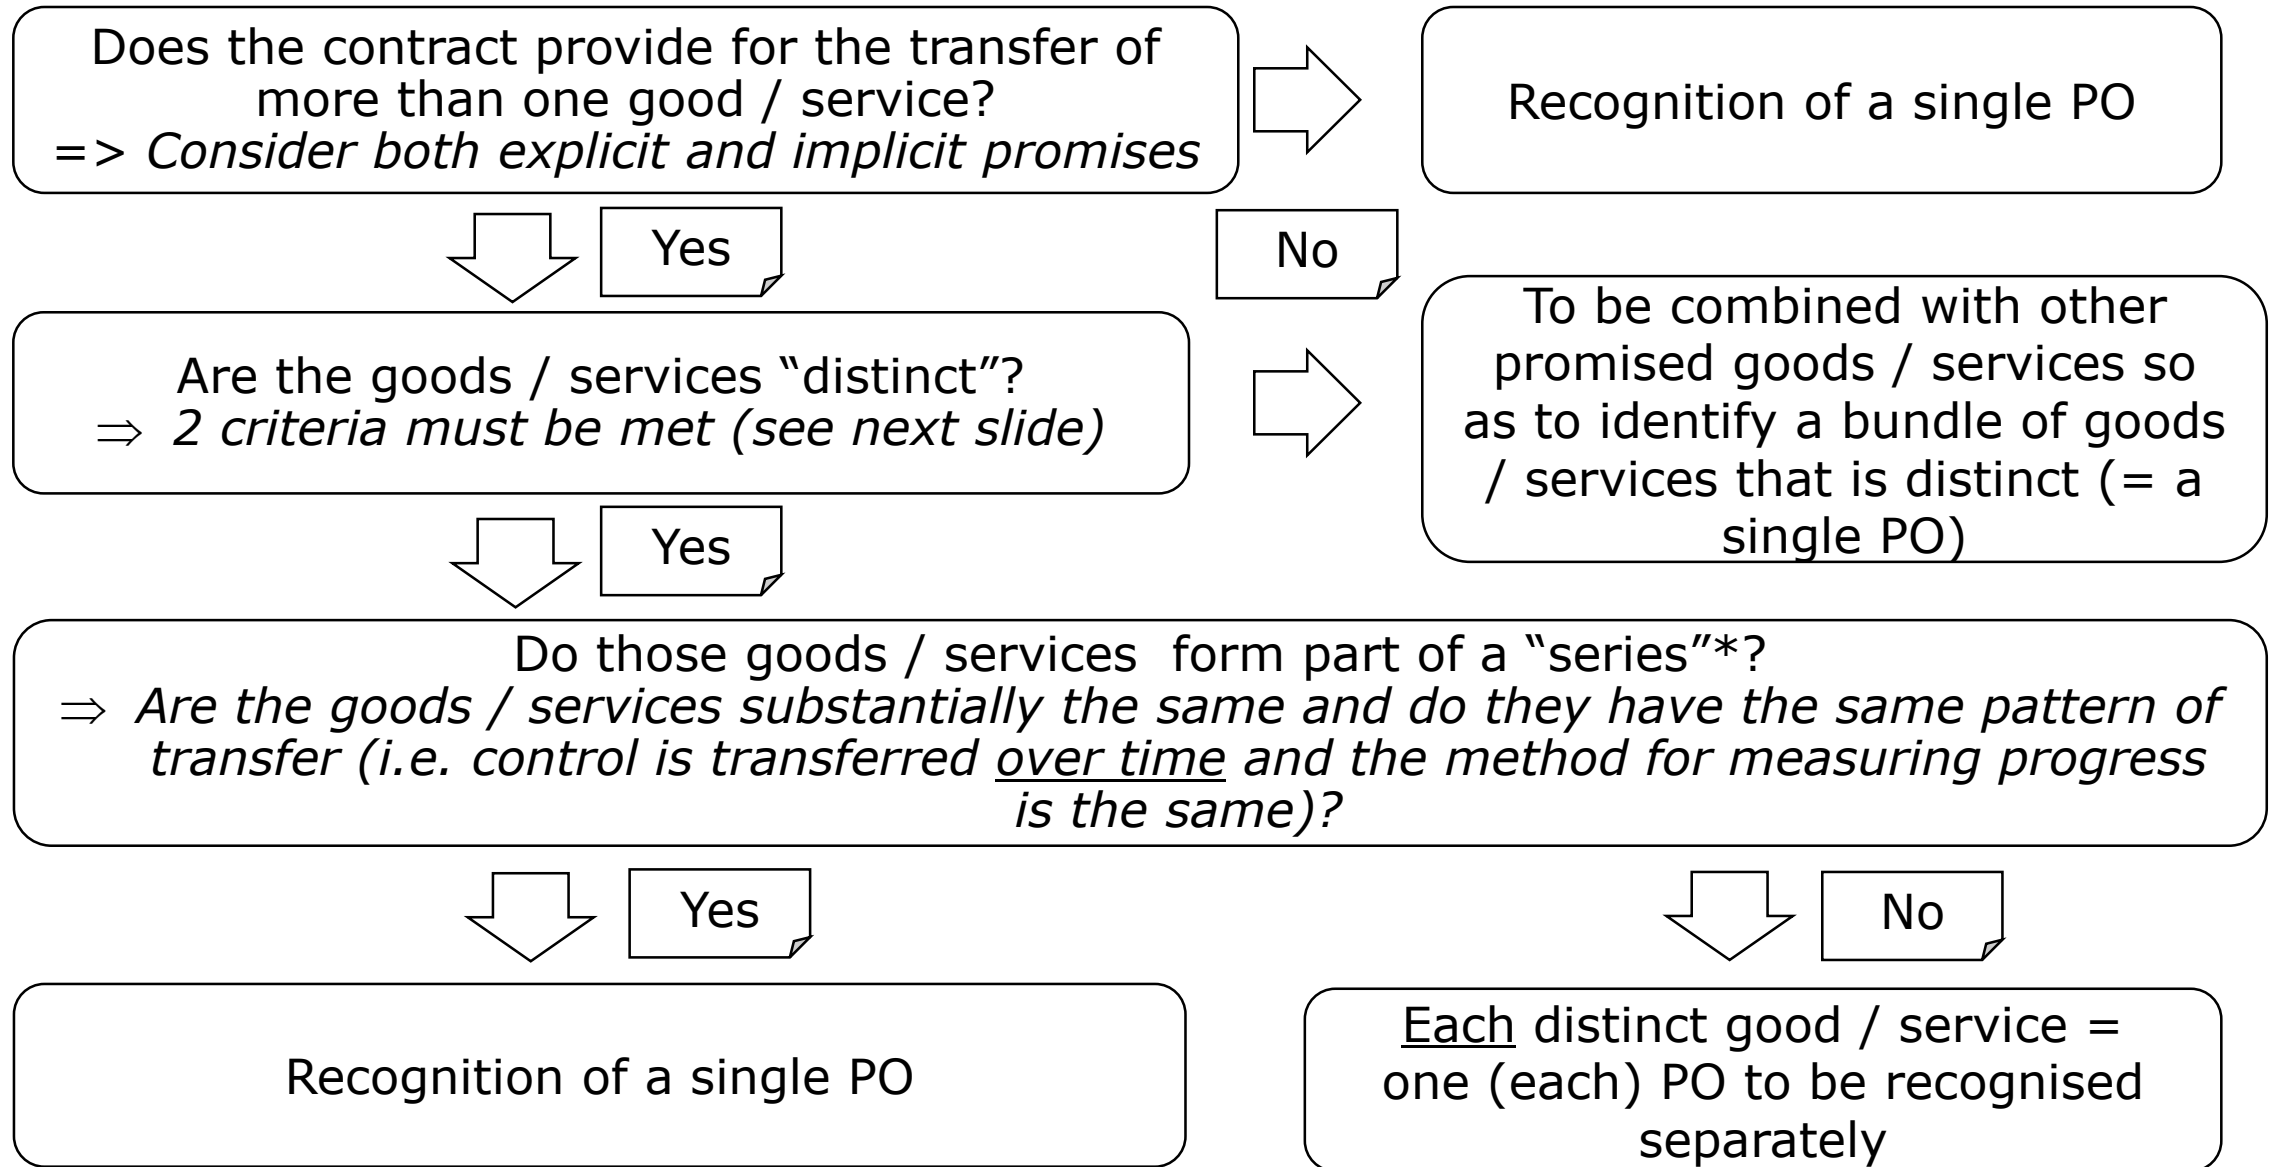 Does the contract provide for the transfer of
more than one good / service?
=> Consider both explicit and implicit promises
Recognition of a single PO
Yes
No
Are the goods / services “distinct”?
⇒ 2 criteria must be met (see next slide)
To be combined with other
promised goods / services so
as to identify a bundle of goods
/ services that is distinct (= a
single PO)
Yes
Do those goods / services form part of a “series”*?
⇒ Are the goods / services substantially the same and do they have the same pattern of
transfer (i.e. control is transferred over time and the method for measuring progress
is the same)?
Yes
No
Recognition of a single PO
Each distinct good / service =
one (each) PO to be recognised
separately